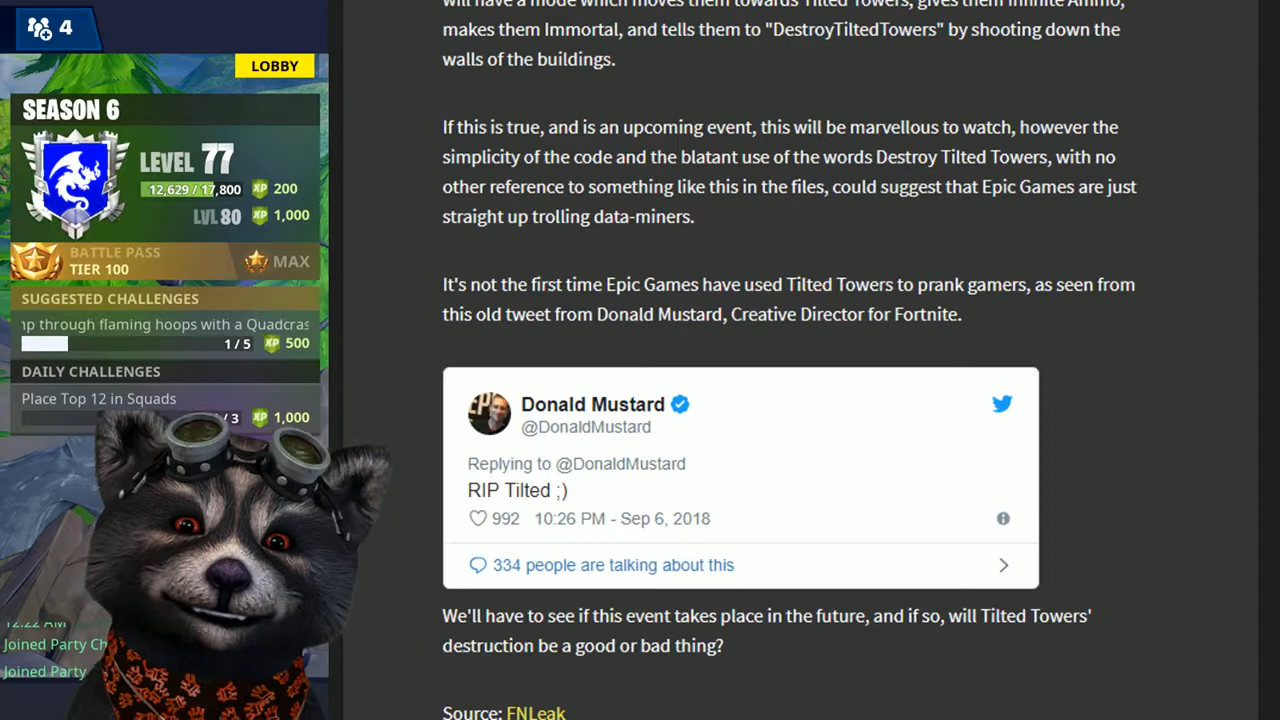 4
LOBBY
SEASON 6
LEVEL 77
12,629 / 17,800
XP 200
LVL 80
XP 1,000
BATTLE PASS
TIER 100
MAX
SUGGESTED CHALLENGES
through flaming hoops with a
1 / 5
XP 500
DAILY CHALLENGES
Place Top 12 in Squads
/ 3
XP 1,000
12:22 AM
Joined Party
Joined Party
will have a mode which moves them towards Tilted Towers, gives them Infinite Ammo,
makes them Immortal, and tells them to "DestroyTiltedTowers" by shooting down the
walls of the buildings.
If this is true, and is an upcoming event, this will be marvellous to watch, however the
simplicity of the code and the blatant use of the words Destroy Tilted Towers, with no
other reference to something like this in the files, could suggest that Epic Games are just
straight up trolling data-miners.
It's not the first time Epic Games have used Tilted Towers to prank gamers, as seen from
this old tweet from Donald Mustard, Creative Director for Fortnite.
Donald Mustard
@DonaldMustard
Replying to @DonaldMustard
RIP Tilted ;)
992 10:26 PM - Sep 6, 2018
334 people are talking about this
We'll have to see if this event takes place in the future, and if so, will Tilted Towers'
destruction be a good or bad thing?
Source: FNLeak